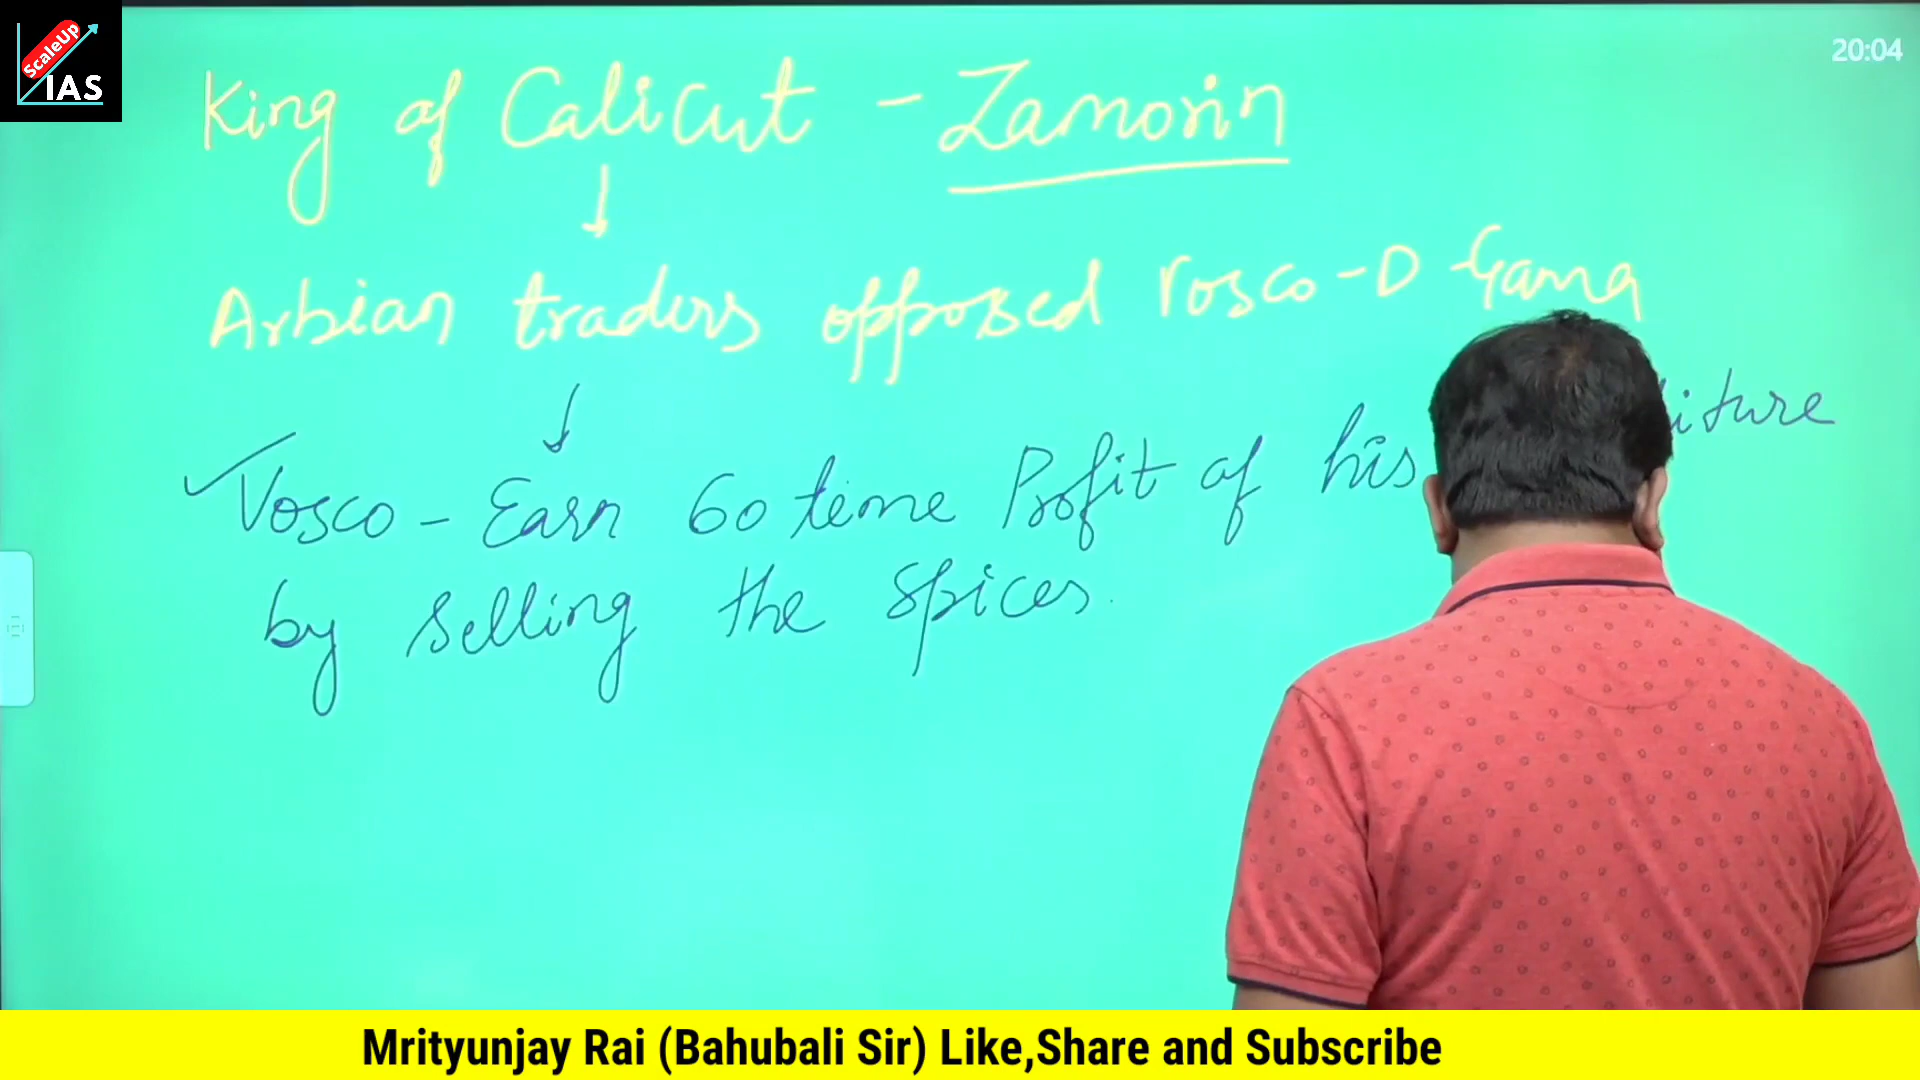 ScaleUp
IAS
20:04
King of Calicut - Zamorin
Arbian traders opposed Vosco-D-Gama
Vosco - Earn 60 time Profit of his
by selling the spices.
Mrityunjay Rai (Bahubali Sir) Like,Share and Subscribe